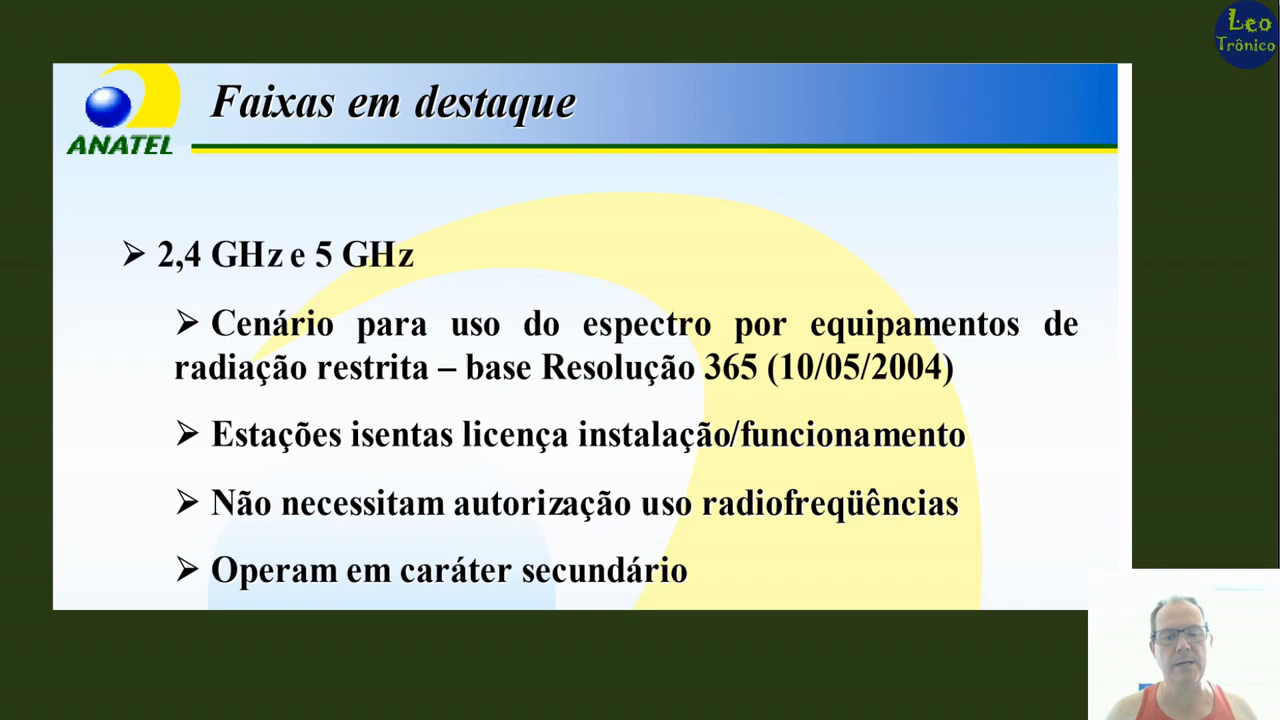 Leo
Trônico
ANATEL
Faixas em destaque
➢ 2,4 GHz e 5 GHz
➢ Cenário para uso do espectro por equipamentos de
radiação restrita – base Resolução 365 (10/05/2004)
➢ Estações isentas licença instalação/funcionamento
➢ Não necessitam autorização uso radiofreqüências
➢ Operam em caráter secundário